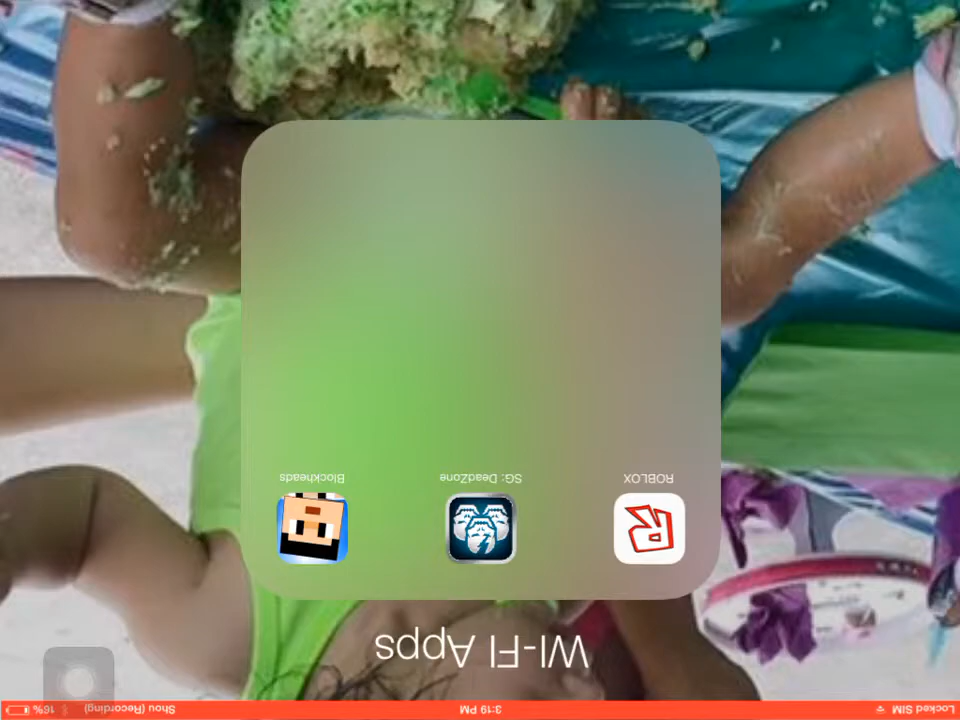 Locked SIM 3:19 PM Shou (Recording) 16%
WI-FI Apps
ROBLOX SG: DeadZone Blockheads